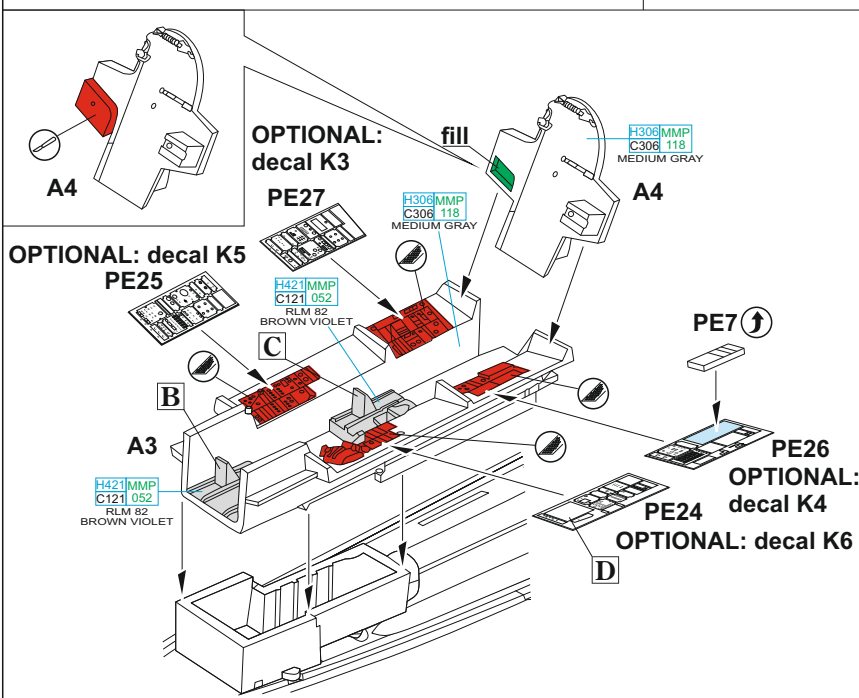 A4
OPTIONAL:
decal K3
PE27
fill
H306 MMP
C306 118
MEDIUM GRAY
A4
H306 MMP
C306 118
MEDIUM GRAY
OPTIONAL: decal K5
PE25
H421 MMP
C121 052
RLM 82
BROWN VIOLET
C
B
A3
H421 MMP
C121 052
RLM 82
BROWN VIOLET
PE7
PE26
OPTIONAL:
decal K4
PE24
OPTIONAL: decal K6
D